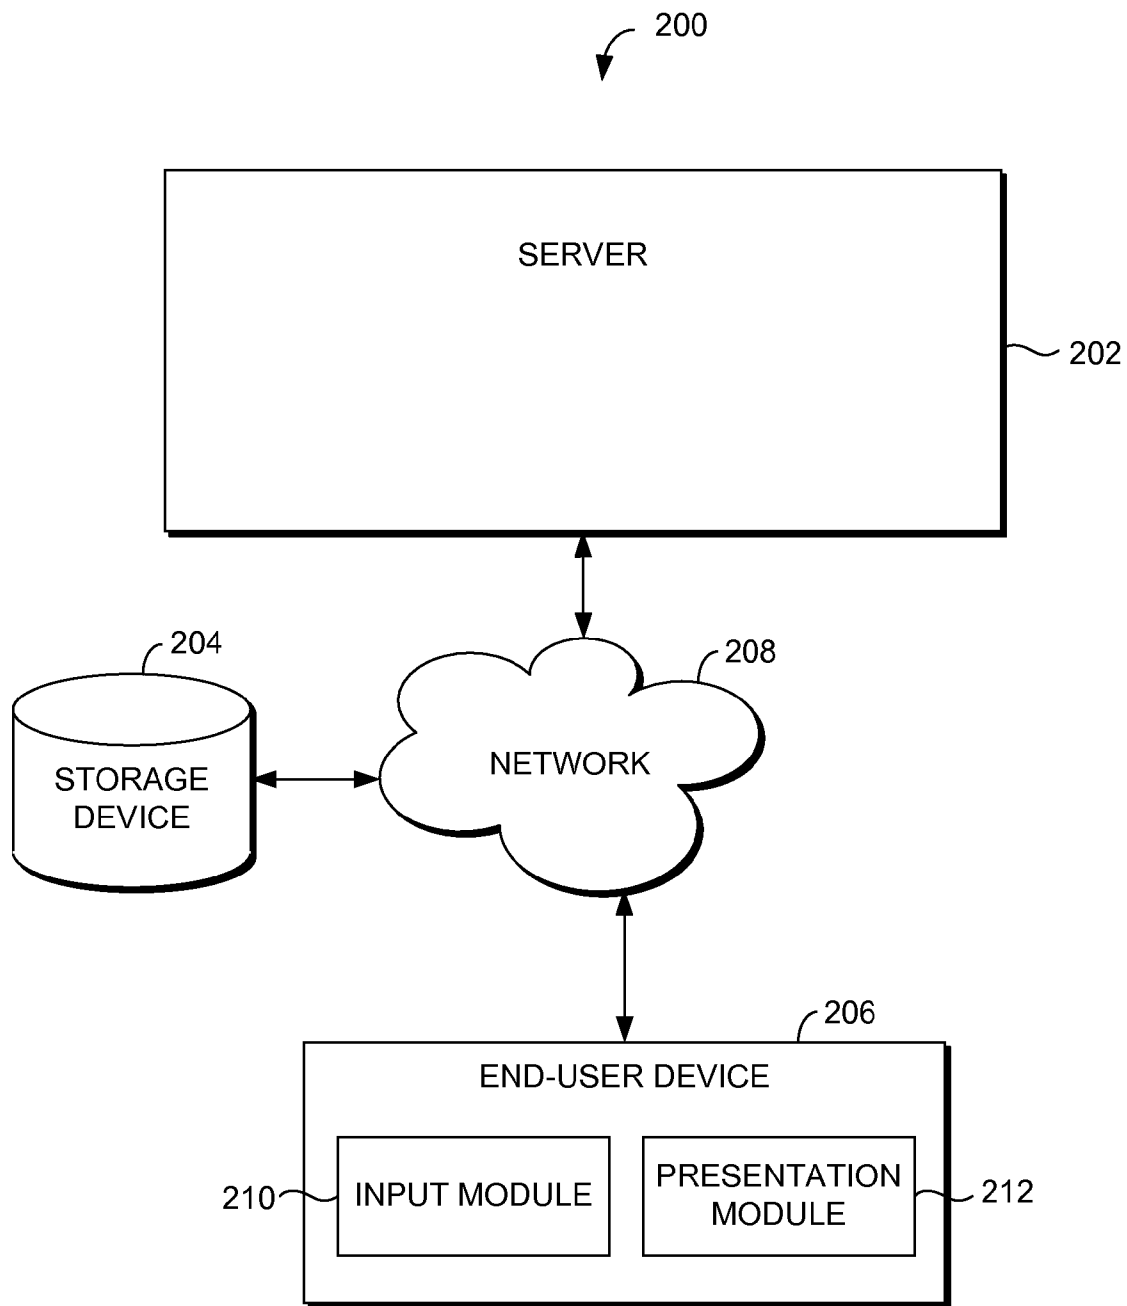 200
SERVER
202
204
208
STORAGE
DEVICE
NETWORK
206
END-USER DEVICE
210
INPUT MODULE
PRESENTATION
MODULE
212